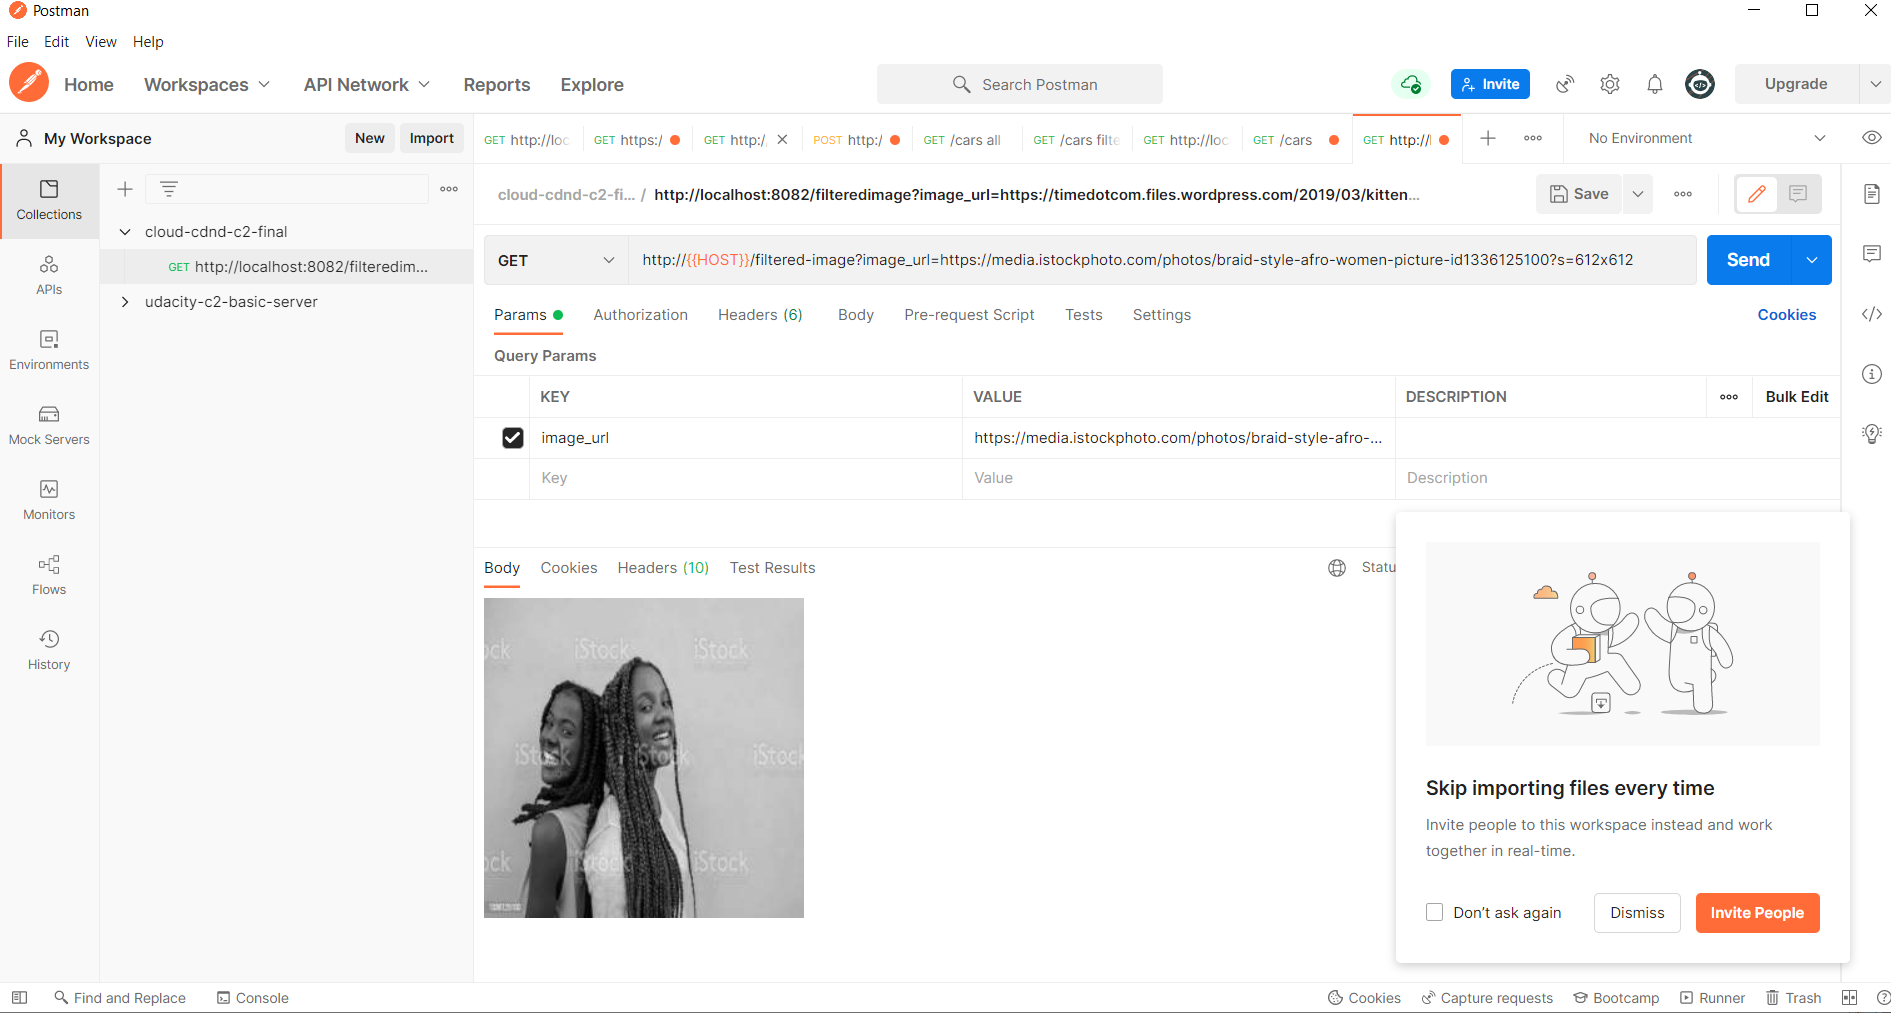 Postman
File Edit View Help
Home Workspaces API Network Reports Explore Search Postman Invite Upgrade
My Workspace New Import
GET http://loc GET https:/ GET http:/ POST http:/ GET /cars all GET /cars filte GET http://loc GET /cars GET http://l No Environment
Collections
APIs
Environments
Mock Servers
Monitors
Flows
History
cloud-cdnd-c2-final
GET http://localhost:8082/filteredim...
udacity-c2-basic-server
cloud-cdnd-c2-fi... / http://localhost:8082/filteredimage?image_url=https://timedotcom.files.wordpress.com/2019/03/kitten... Save
GET http://{{HOST}}/filtered-image?image_url=https://media.istockphoto.com/photos/braid-style-afro-women-picture-id1336125100?s=612x612 Send
Params Authorization Headers (6) Body Pre-request Script Tests Settings Cookies
Query Params
KEY VALUE DESCRIPTION Bulk Edit
image_url https://media.istockphoto.com/photos/braid-style-afro-...
Key Value Description
Body Cookies Headers (10) Test Results Statu
ock iStock iStock
iStock iStock iStock
ock iStock iStock
Skip importing files every time
Invite people to this workspace instead and work
together in real-time.
Don't ask again Dismiss Invite People
Find and Replace Console Cookies Capture requests Bootcamp Runner Trash